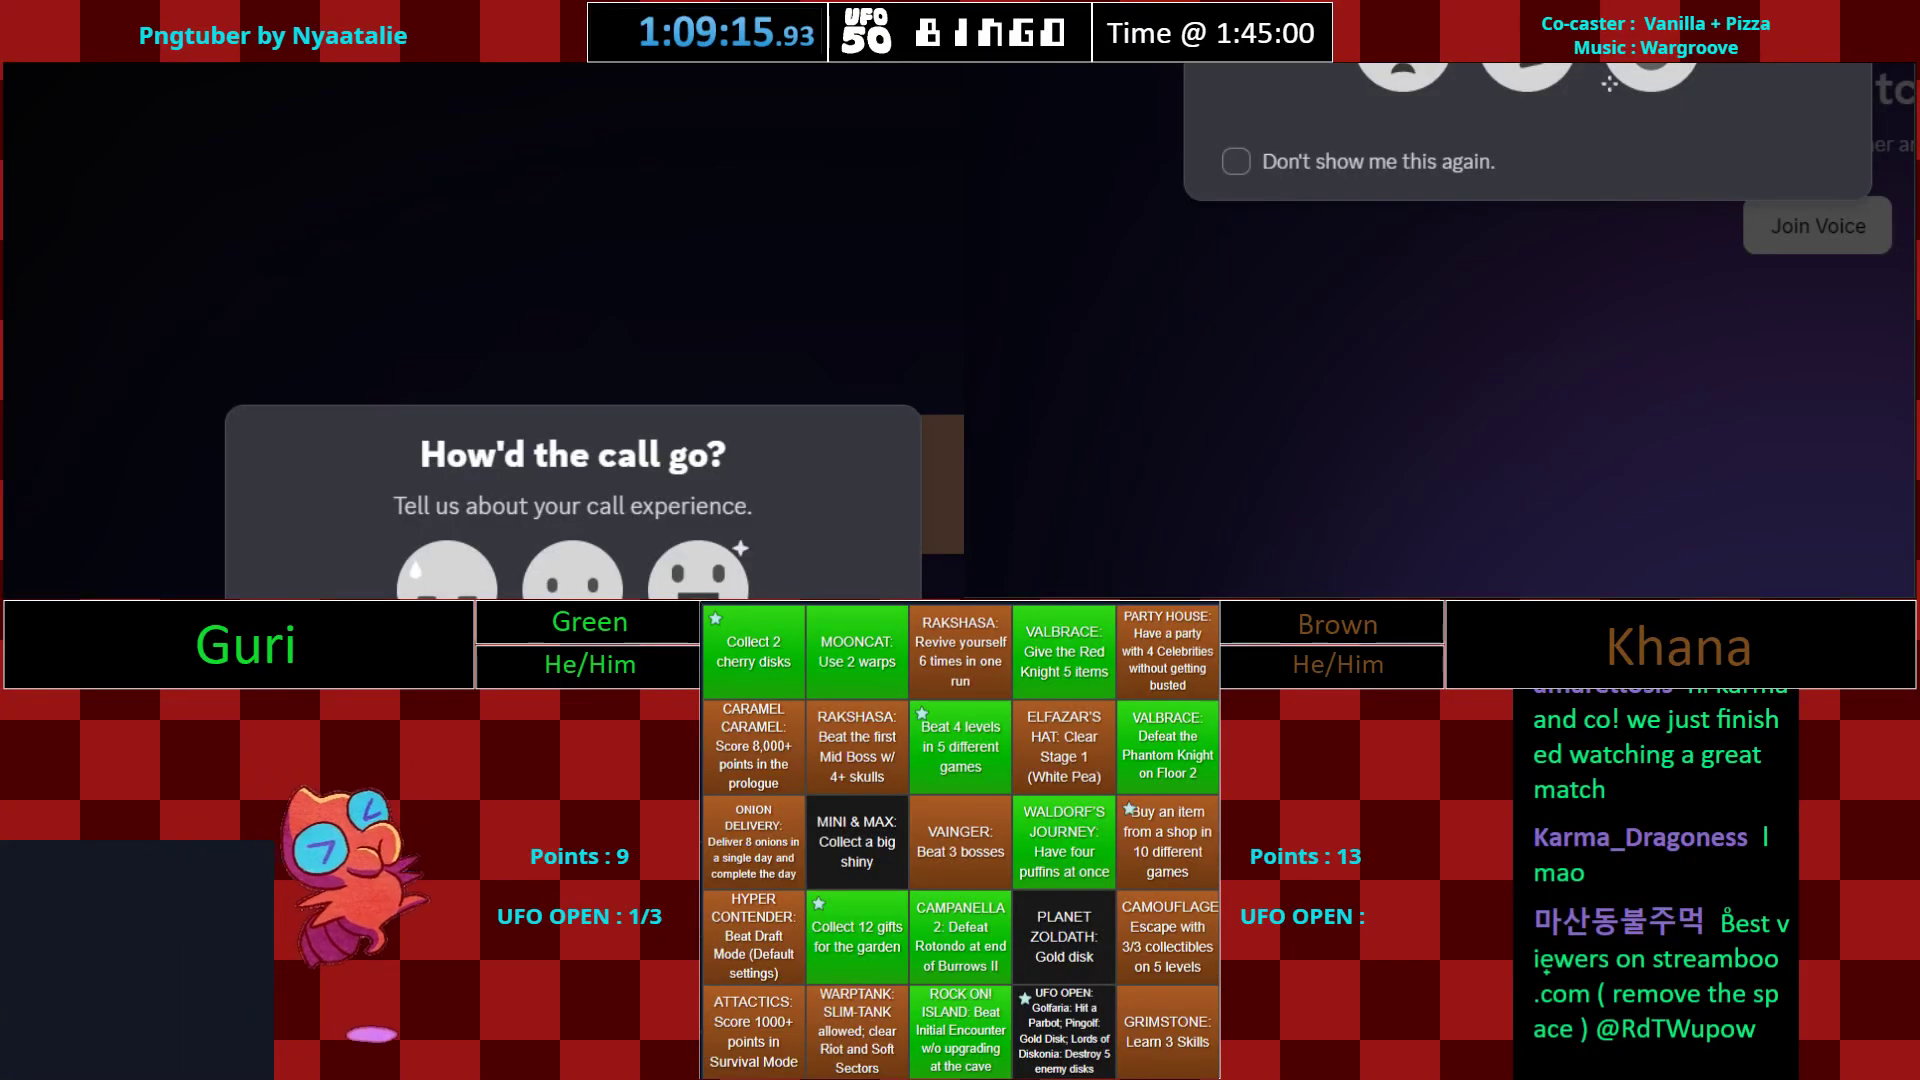 Pngtuber by Nyaatalie
1:09:15.93
UFO 50
BINGO
Time @ 1:45:00
Co-caster : Vanilla + Pizza
Music : Wargroove
Don't show me this again.
Join Voice
How'd the call go?
Tell us about your call experience.
Guri
Green
He/Him
Brown
He/Him
Khana
Collect 2
cherry disks
MOONCAT:
Use 2 warps
RAKSHASA:
Revive yourself
6 times in one
run
VALBRACE:
Give the Red
Knight 5 items
PARTY HOUSE:
Have a party
with 4 Celebrities
without getting
busted
CARAMEL
CARAMEL:
Score 8,000+
points in the
prologue
RAKSHASA:
Beat the first
Mid Boss w/
4+ skulls
Beat 4 levels
in 5 different
games
ELFAZAR'S
HAT: Clear
Stage 1
(White Pea)
VALBRACE:
Defeat the
Phantom Knight
on Floor 2
ONION
DELIVERY:
Deliver 8 onions in
a single day and
complete the day
MINI & MAX:
Collect a big
shiny
VAINGER:
Beat 3 bosses
WALDORF'S
JOURNEY:
Have four
puffins at once
Buy an item
from a shop in
10 different
games
HYPER
CONTENDER:
Beat Draft
Mode (Default
settings)
Collect 12 gifts
for the garden
CAMPANELLA
2: Defeat
Rotondo at end
of Burrows II
PLANET
ZOLDATH:
Gold disk
CAMOUFLAGE
Escape with
3/3 collectibles
on 5 levels
ATTACTICS:
Score 1000+
points in
Survival Mode
WARPTANK:
SLIM-TANK
allowed; clear
Riot and Soft
Sectors
ROCK ON!
ISLAND: Beat
Initial Encounter
w/o upgrading
at the cave
UFO OPEN:
Golfaria: Hit a
Parbot; Pingolf:
Gold Disk; Lords of
Diskonia: Destroy 5
enemy disks
GRIMSTONE:
Learn 3 Skills
Points : 9
UFO OPEN : 1/3
Points : 13
UFO OPEN :
and co! we just finish
ed watching a great
match
Karma_Dragoness l
mao
마산동불주먹 Best v
iewers on streamboo
.com ( remove the sp
ace ) @RdTWupow